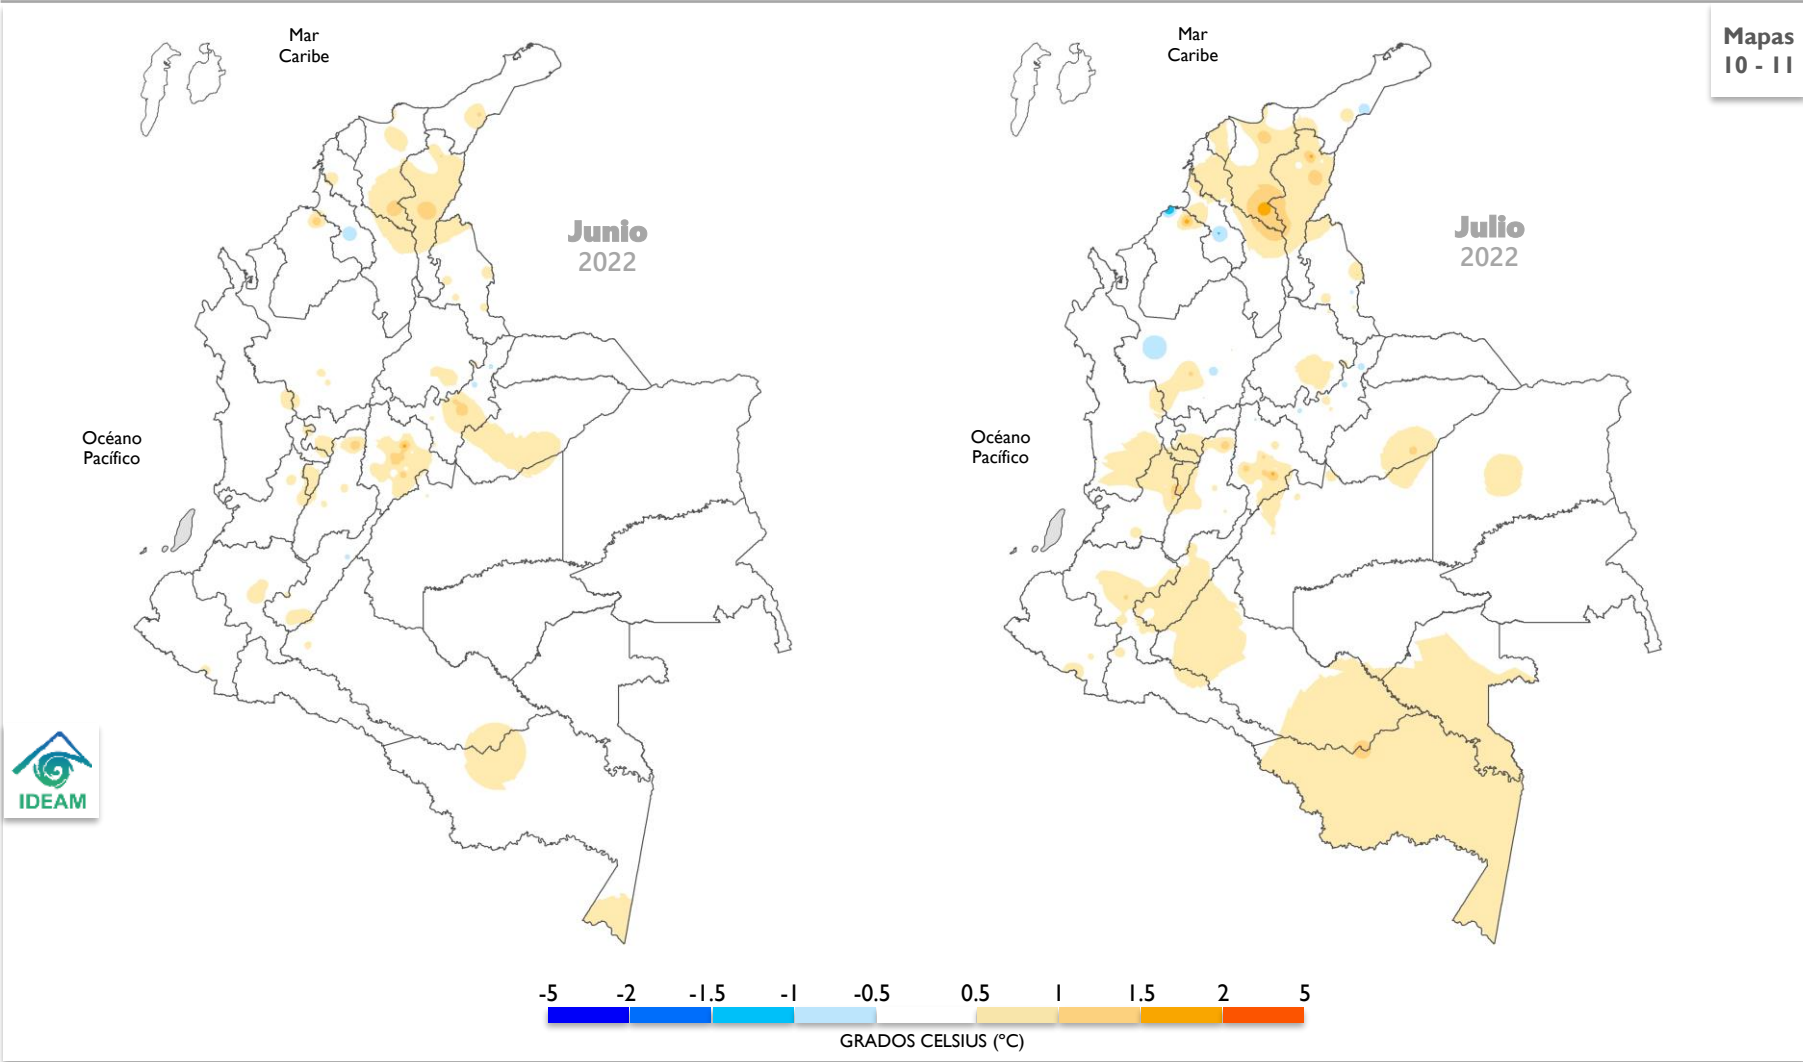 Mar
Caribe
Mar
Caribe
Mapas
10 - 11
Junio
2022
Julio
2022
Océano
Pacífico
Océano
Pacífico
IDEAM
-5 -2 -1.5 -1 -0.5 0.5 1 1.5 2 5
GRADOS CELSIUS (ºC)